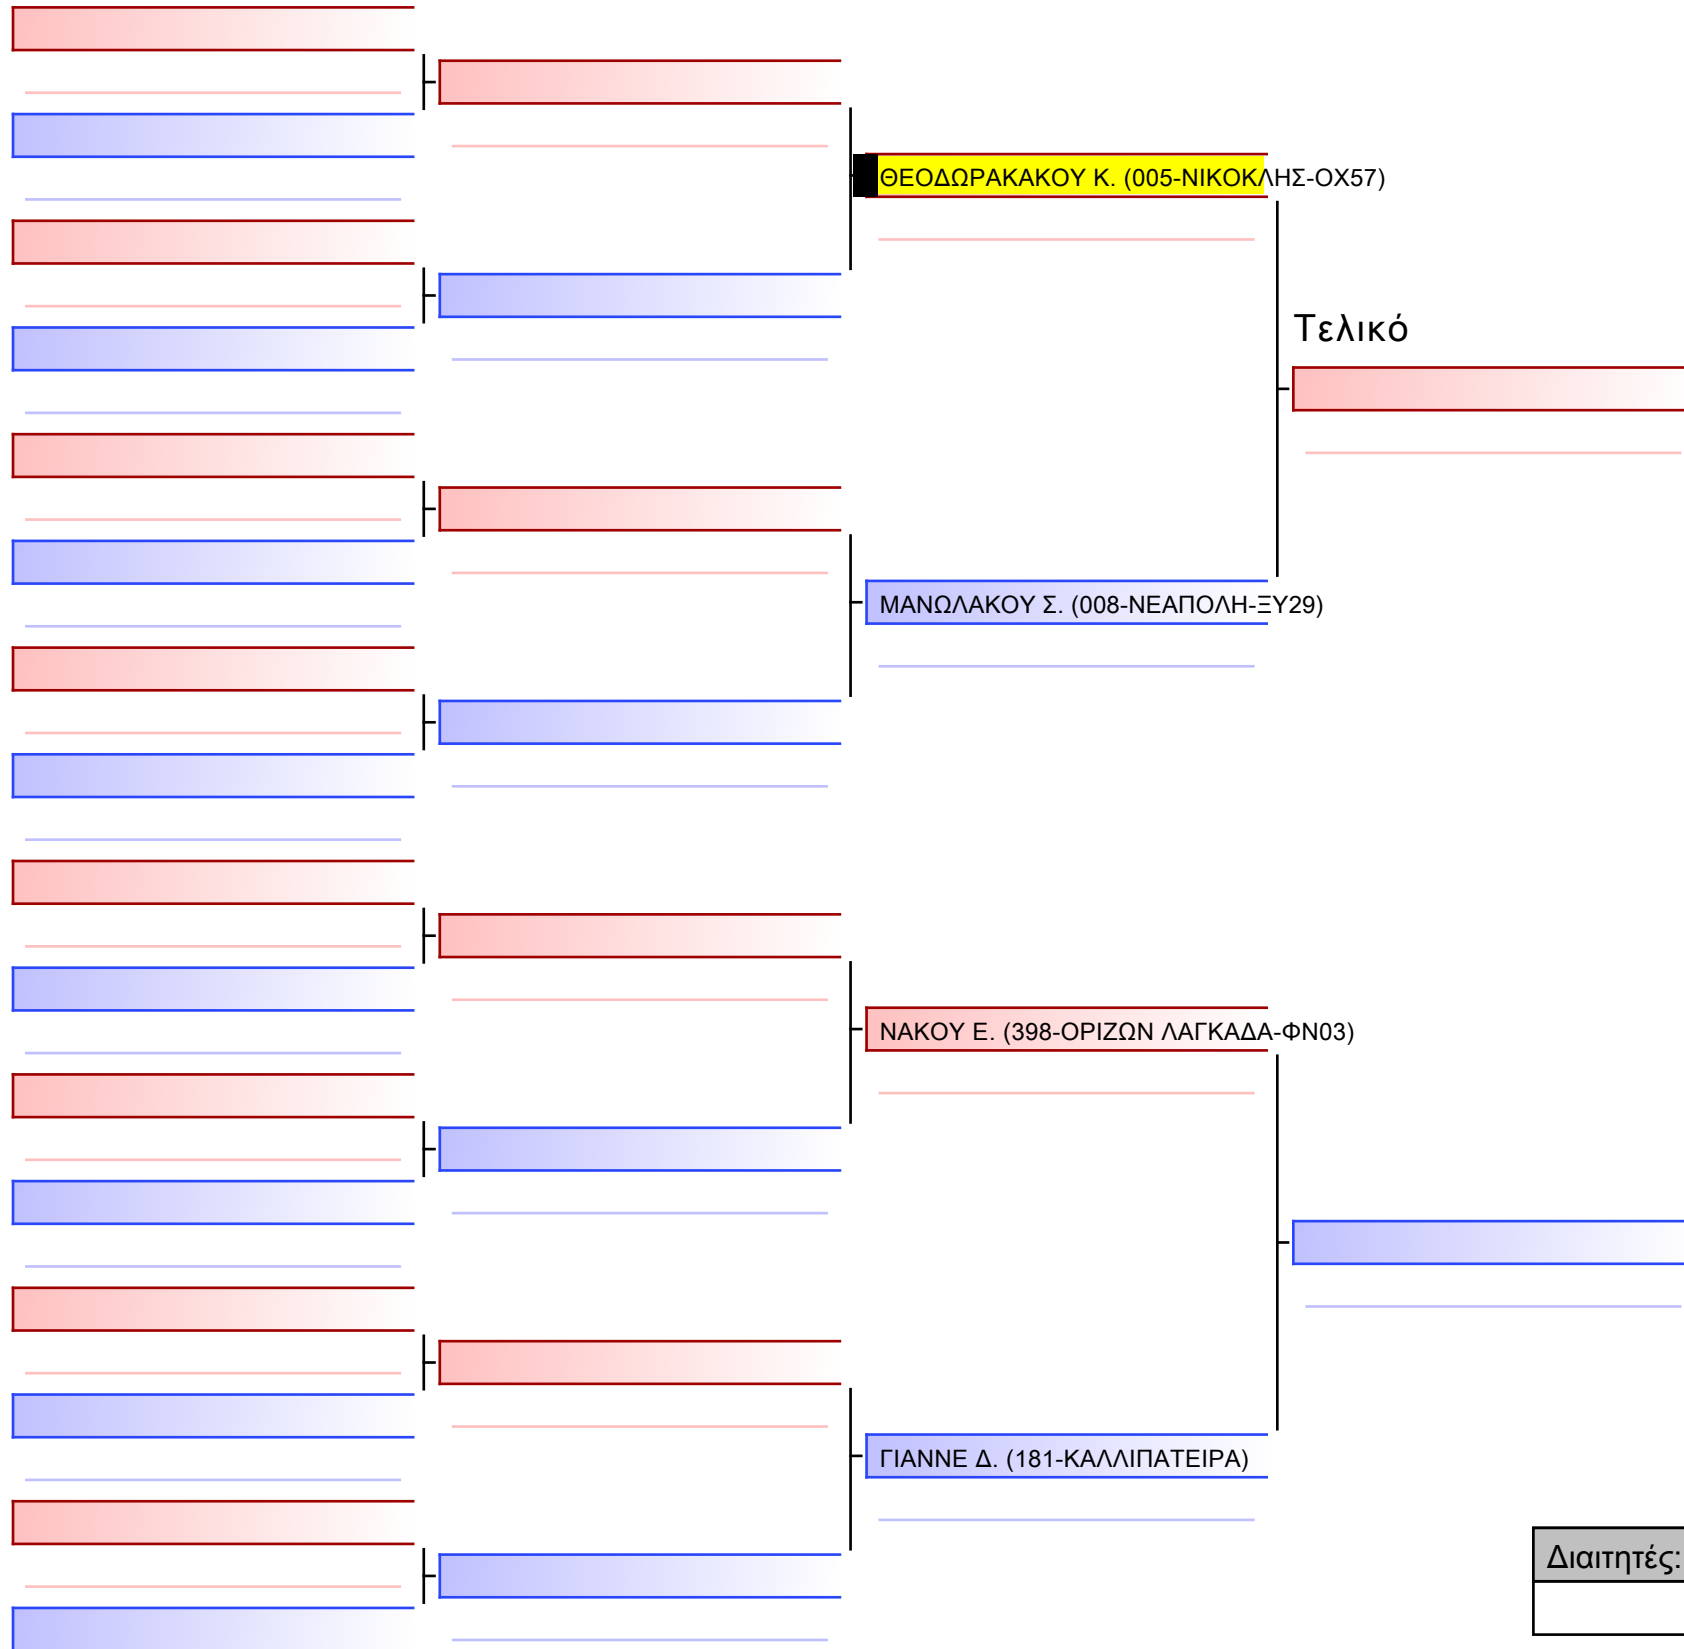 ΘΕΟΔΩΡΑΚΑΚΟΥ Κ. (005-ΝΙΚΟΚΛΗΣ-ΟΧ57)
Τελικό
ΜΑΝΩΛΑΚΟΥ Σ. (008-ΝΕΑΠΟΛΗ-ΞΥ29)
ΝΑΚΟΥ Ε. (398-ΟΡΙΖΩΝ ΛΑΓΚΑΔΑ-ΦΝ03)
ΓΙΑΝΝΕ Δ. (181-ΚΑΛΛΙΠΑΤΕΙΡΑ)
Διαιτητές: